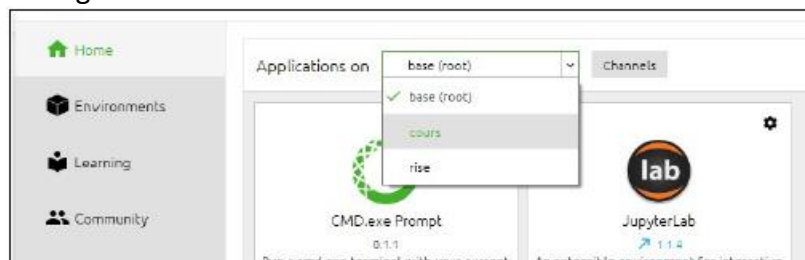 Home
Applications on base (root) Channels
base (root)
Environments
cours
Learning
rise
lab
Community
CMD.exe Prompt JupyterLab
0.1.1 1.1.4